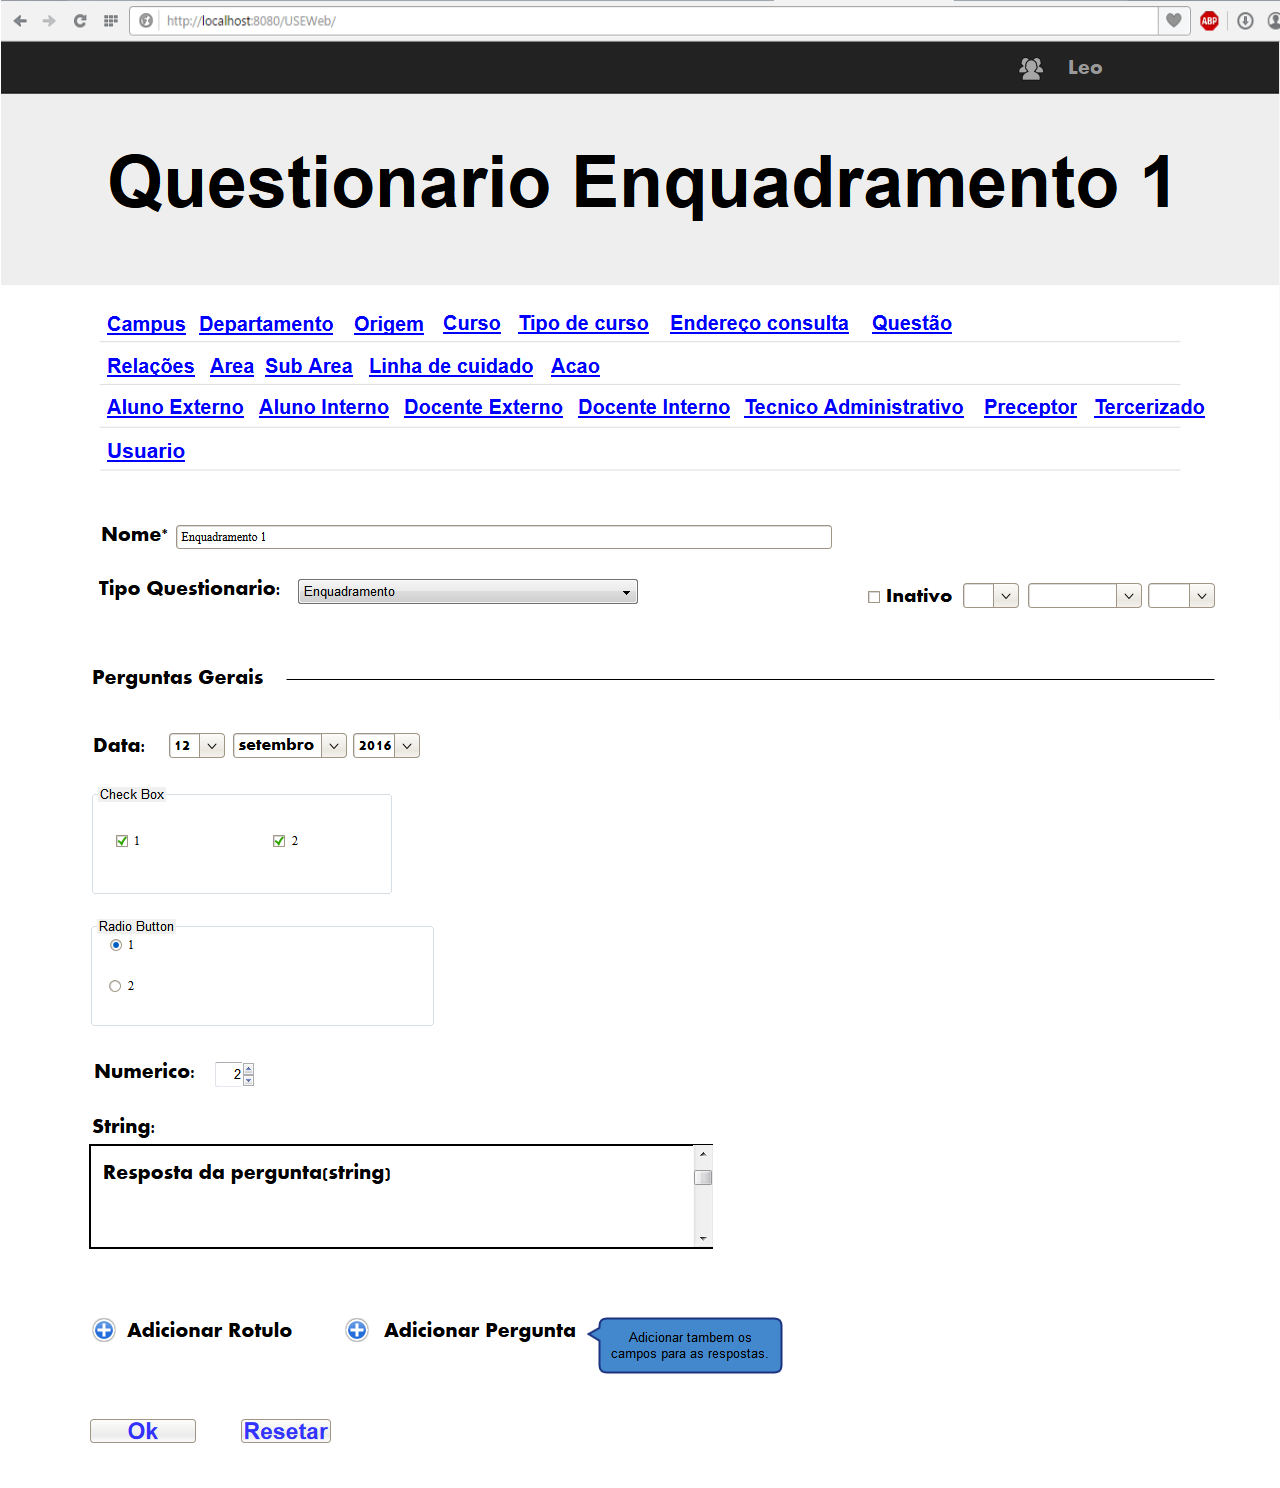 http://localhost:8080/USEWeb/
ABP
Leo
Questionario Enquadramento 1
Campus Departamento Origem Curso Tipo de curso Endereço consulta Questão
Relações Area Sub Area Linha de cuidado Acao
Aluno Externo Aluno Interno Docente Externo Docente Interno Tecnico Administrativo Preceptor Tercerizado
Usuario
Nome* Enquadramento 1
Tipo Questionario: Enquadramento Inativo
Perguntas Gerais
Data: 12 setembro 2016
Check Box
1 2
Radio Button
1
2
Numerico: 2
String:
Resposta da pergunta(string)
Adicionar Rotulo Adicionar Pergunta
Adicionar tambem os
campos para as respostas.
Ok Resetar